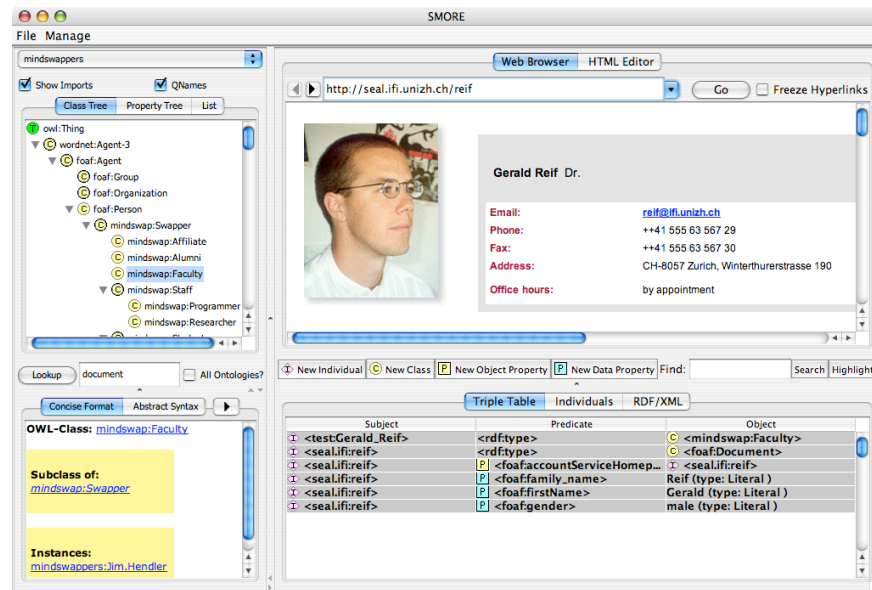 SMORE
File Manage
mindswappers
Show Imports QNames
Class Tree Property Tree List
T owl:Thing
C wordnet:Agent-3
C foaf:Agent
C foaf:Group
C foaf:Organization
C foaf:Person
C mindswap:Swapper
C mindswap:Affiliate
C mindswap:Alumni
C mindswap:Faculty
C mindswap:Staff
C mindswap:Programmer
C mindswap:Researcher
Lookup document All Ontologies?
Concise Format Abstract Syntax
OWL-Class: mindswap:Faculty
Subclass of:
mindswap:Swapper
Instances:
mindswappers:Jim.Hendler
Web Browser HTML Editor
http://seal.ifi.unizh.ch/reif Go Freeze Hyperlinks
Gerald Reif Dr.
Email: reif@ifi.unizh.ch
Phone: ++41 555 63 567 29
Fax: ++41 555 63 567 30
Address: CH-8057 Zurich, Winterthurerstrasse 190
Office hours: by appointment
I New Individual C New Class P New Object Property P New Data Property Find: Search Highlight
Triple Table Individuals RDF/XML
Subject Predicate Object
I <test:Gerald_Reif> <rdf:type> C <mindswap:Faculty>
I <seal.ifi:reif> <rdf:type> C <foaf:Document>
I <seal.ifi:reif> P <foaf:accountServiceHomep... I <seal.ifi:reif>
I <seal.ifi:reif> P <foaf:family_name> Reif (type: Literal )
I <seal.ifi:reif> P <foaf:firstName> Gerald (type: Literal )
I <seal.ifi:reif> P <foaf:gender> male (type: Literal )